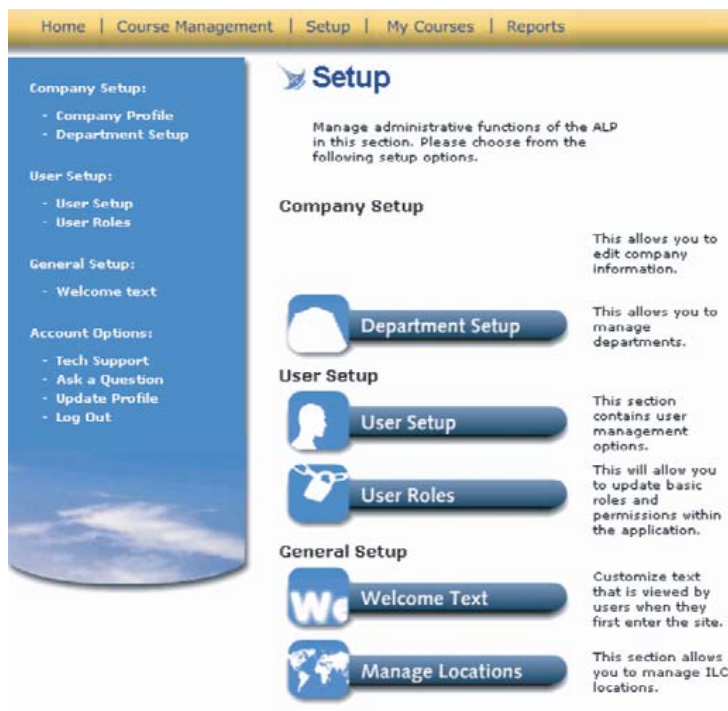 Home | Course Management | Setup | My Courses | Reports
Company Setup:
- Company Profile
- Department Setup
User Setup:
- User Setup
- User Roles
General Setup:
- Welcome text
Account Options:
- Tech Support
- Ask a Question
- Update Profile
- Log Out
Setup
Manage administrative functions of the ALP
in this section. Please choose from the
following setup options.
Company Setup
This allows you to
edit company
information.
Department Setup
This allows you to
manage
departments.
User Setup
User Setup
This section
contains user
management
options.
User Roles
This will allow you
to update basic
roles and
permissions within
the application.
General Setup
We
Welcome Text
Customize text
that is viewed by
users when they
first enter the site.
Manage Locations
This section allows
you to manage ILC
locations.